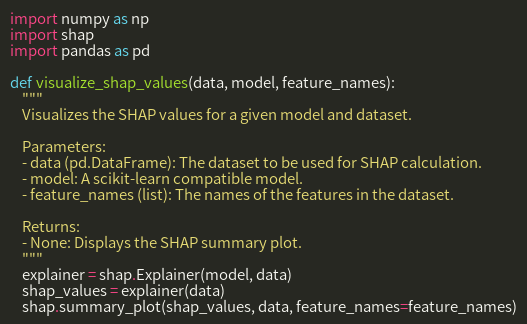 import numpy as np
import shap
import pandas as pd

def visualize_shap_values(data, model, feature_names):
    """
    Visualizes the SHAP values for a given model and dataset.

    Parameters:
    - data (pd.DataFrame): The dataset to be used for SHAP calculation.
    - model: A scikit-learn compatible model.
    - feature_names (list): The names of the features in the dataset.

    Returns:
    - None: Displays the SHAP summary plot.
    """
    explainer = shap.Explainer(model, data)
    shap_values = explainer(data)
    shap.summary_plot(shap_values, data, feature_names=feature_names)